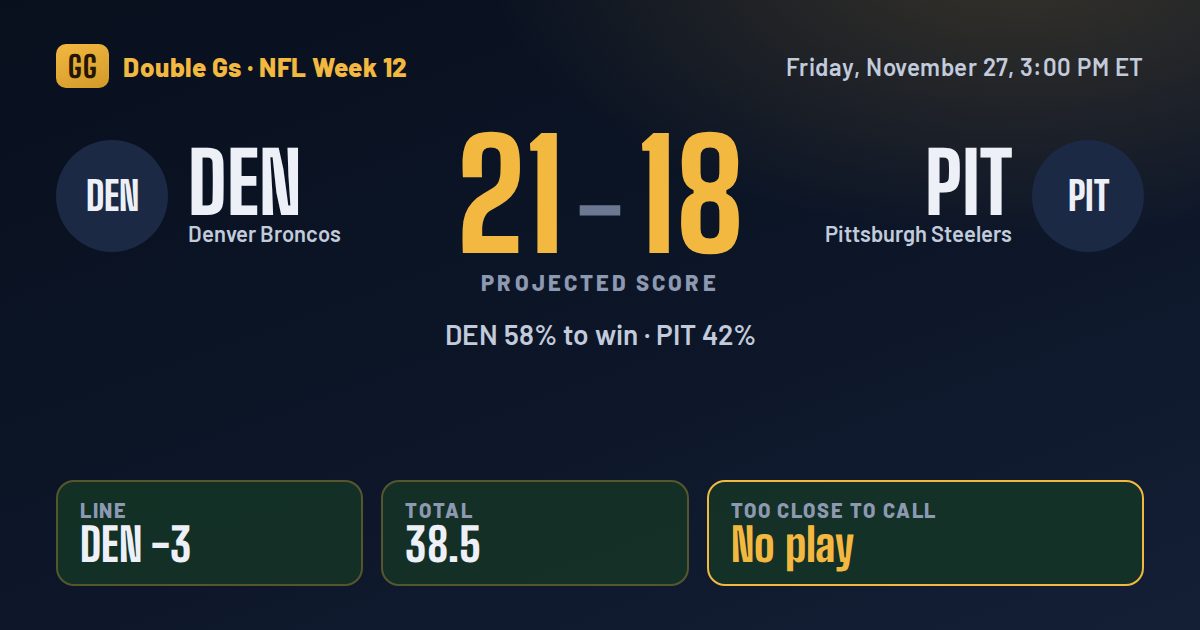 GG Double Gs · NFL Week 12
Friday, November 27, 3:00 PM ET
DEN
DEN
Denver Broncos
21 – 18
PROJECTED SCORE
DEN 58% to win · PIT 42%
PIT
Pittsburgh Steelers
PIT
LINE
DEN −3
TOTAL
38.5
TOO CLOSE TO CALL
No play